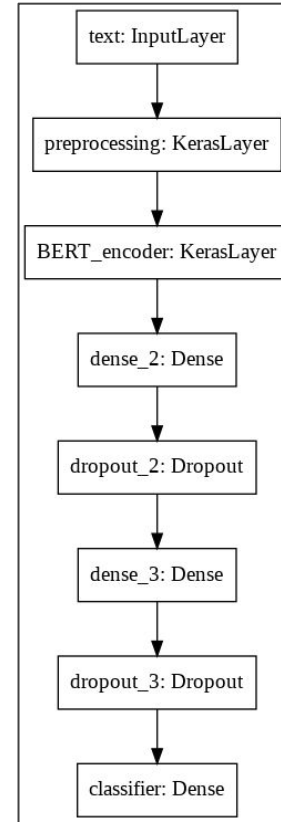 text: InputLayer
preprocessing: KerasLayer
BERT_encoder: KerasLayer
dense_2: Dense
dropout_2: Dropout
dense_3: Dense
dropout_3: Dropout
classifier: Dense